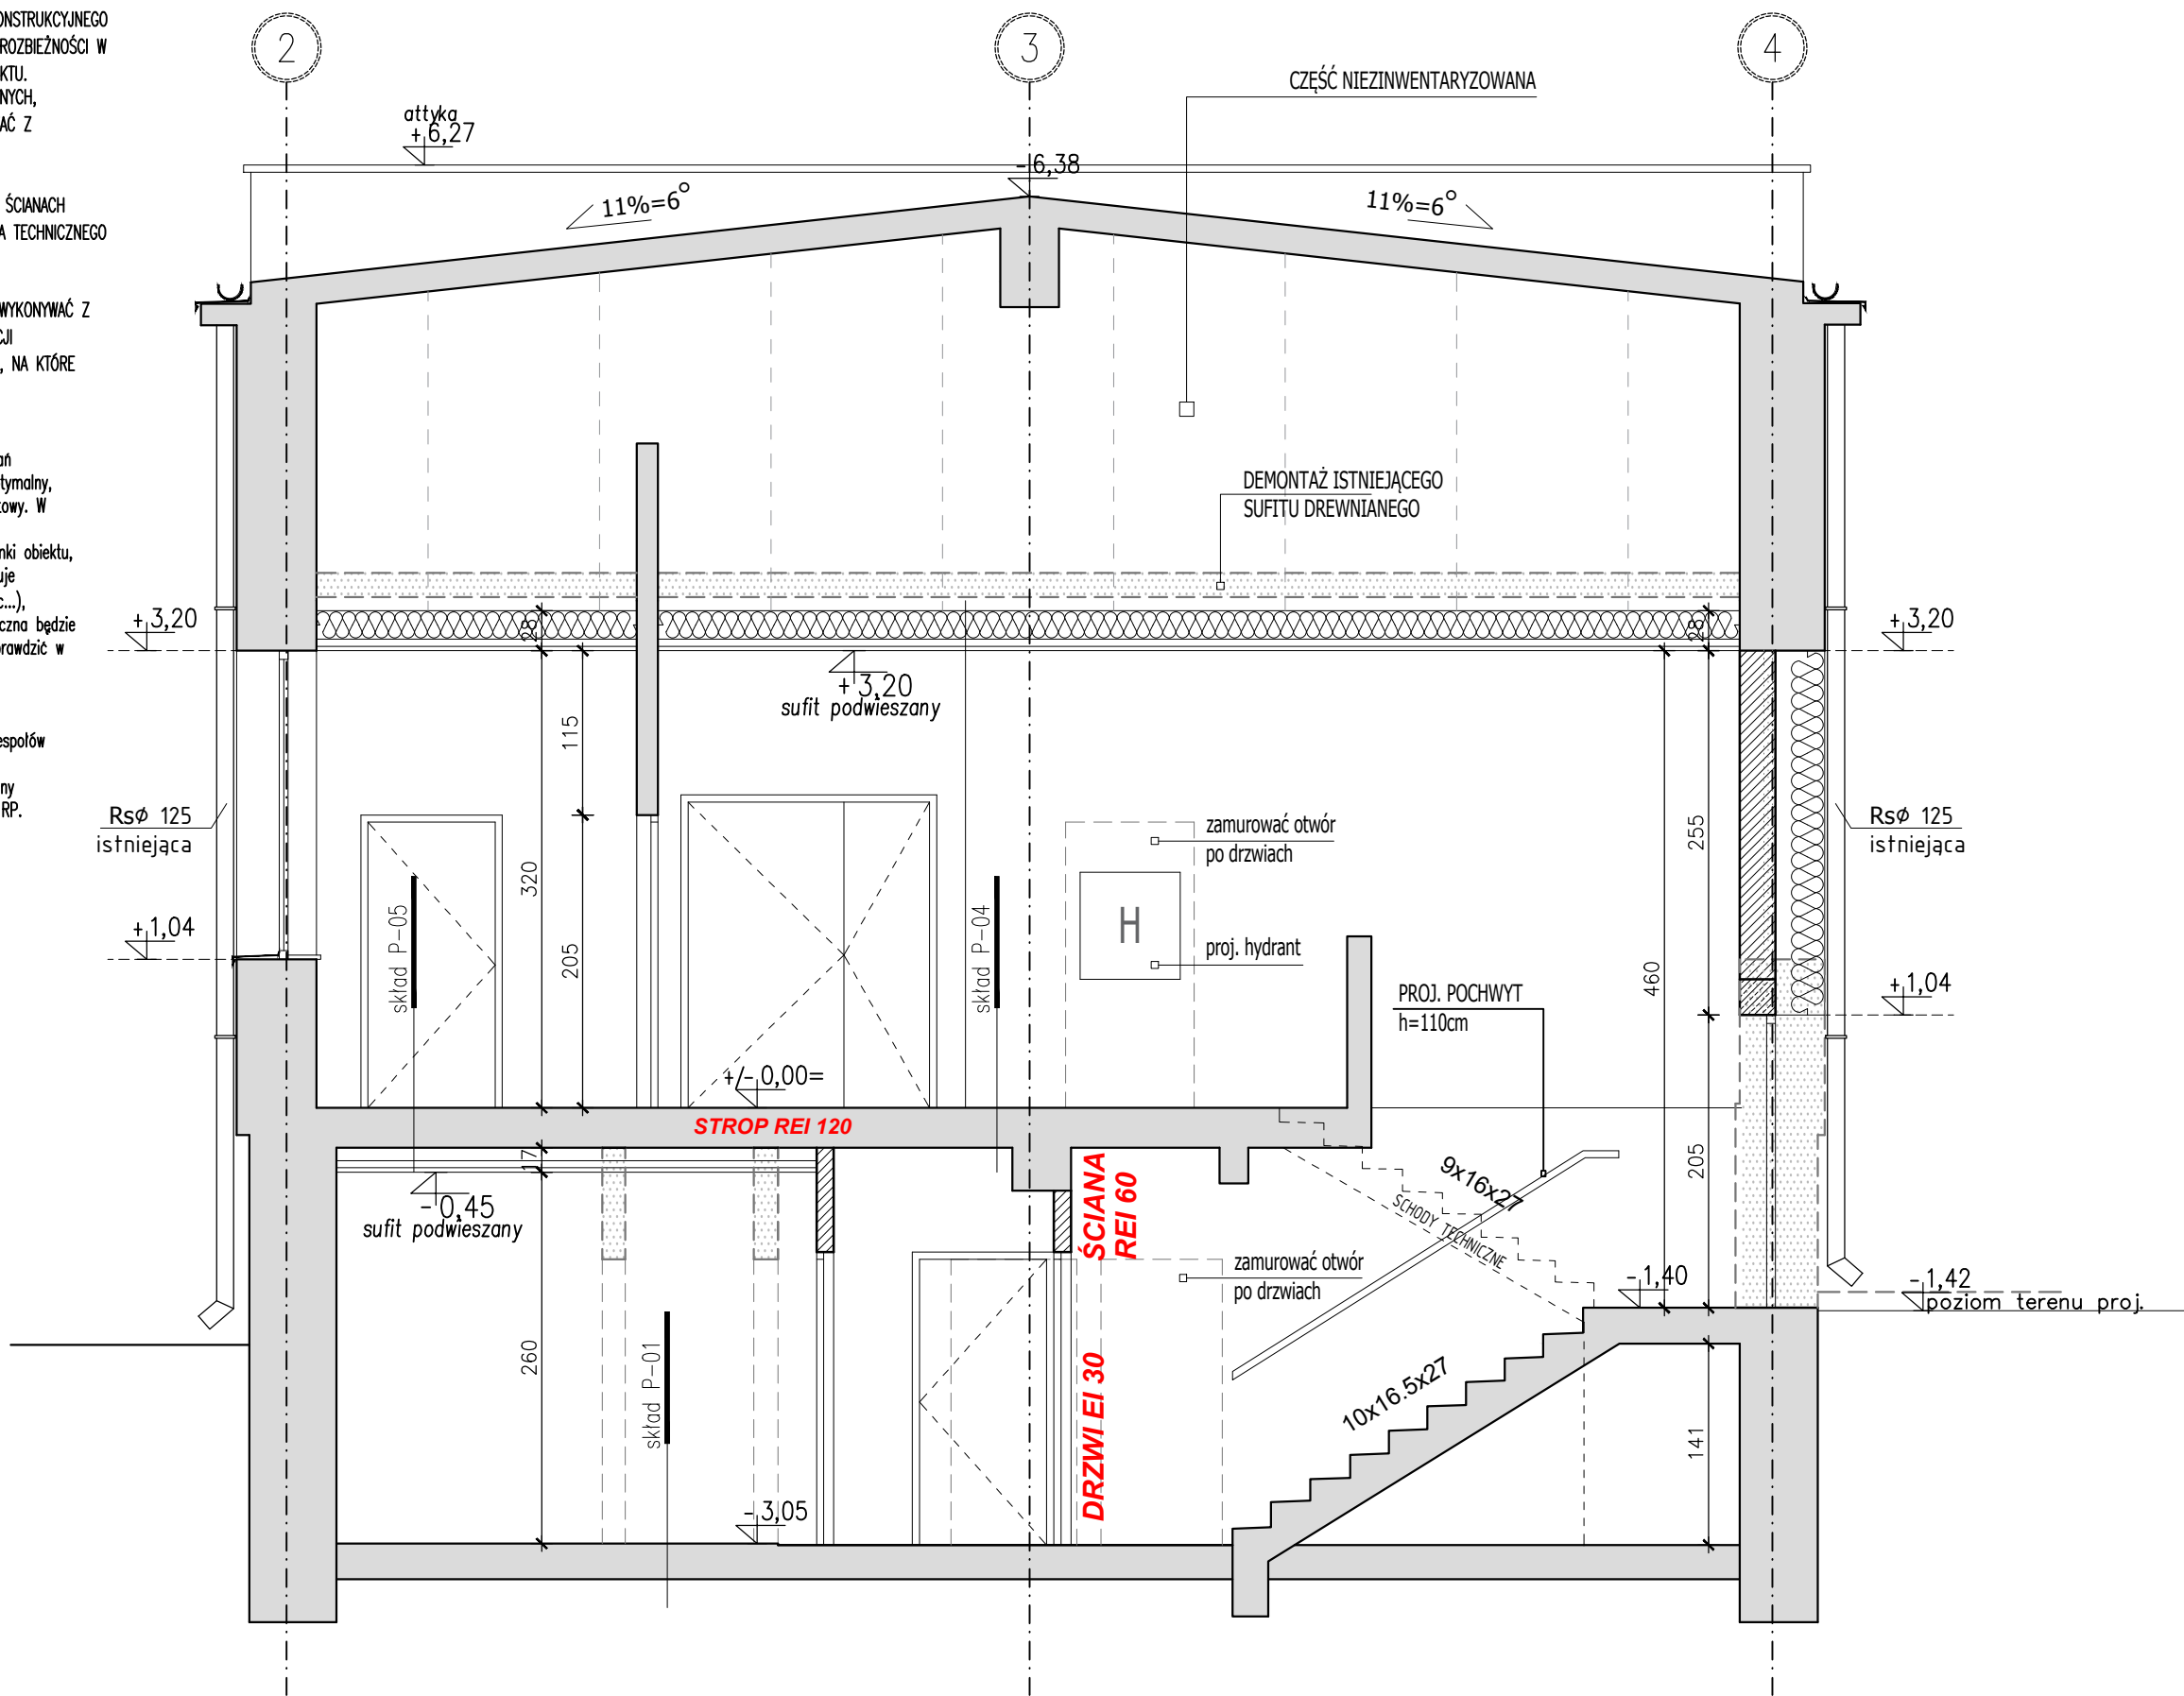 ONSTRUKCYJNEGO
ROZBIEŻNOŚCI W
KTU.
NYCH,
AĆ Z
ŚCIANACH
A TECHNICZNEGO
WYKONYWAĆ Z
CJI
, NA KTÓRE
ań
tymalny,
kowy. W
nki obiektu,
uje
c...),
czna będzie
rawdzić w
espołów
ny
RP.
2
3
4
CZĘŚĆ NIEZINWENTARYZOWANA
attyka
+6,27
-6,38
11%=6°
11%=6°
DEMONTAŻ ISTNIEJĄCEGO
SUFITU DREWNIANEGO
+3,20
28
28
+3,20
+3,20
sufit podwieszany
115
Rsø 125
istniejąca
320
205
255
460
zamurować otwór
po drzwiach
Rsø 125
istniejąca
skład P-05
skład P-04
H
proj. hydrant
+1,04
+1,04
PROJ. POCHWYT
h=110cm
+/-0,00=
STROP REI 120
17
-0,45
sufit podwieszany
ŚCIANA
REI 60
9x16x27
SCHODY TECHNICZNE
205
zamurować otwór
po drzwiach
-1,40
-1,42
poziom terenu proj.
260
skład P-01
DRZWI EI 30
10x16.5x27
141
-3,05